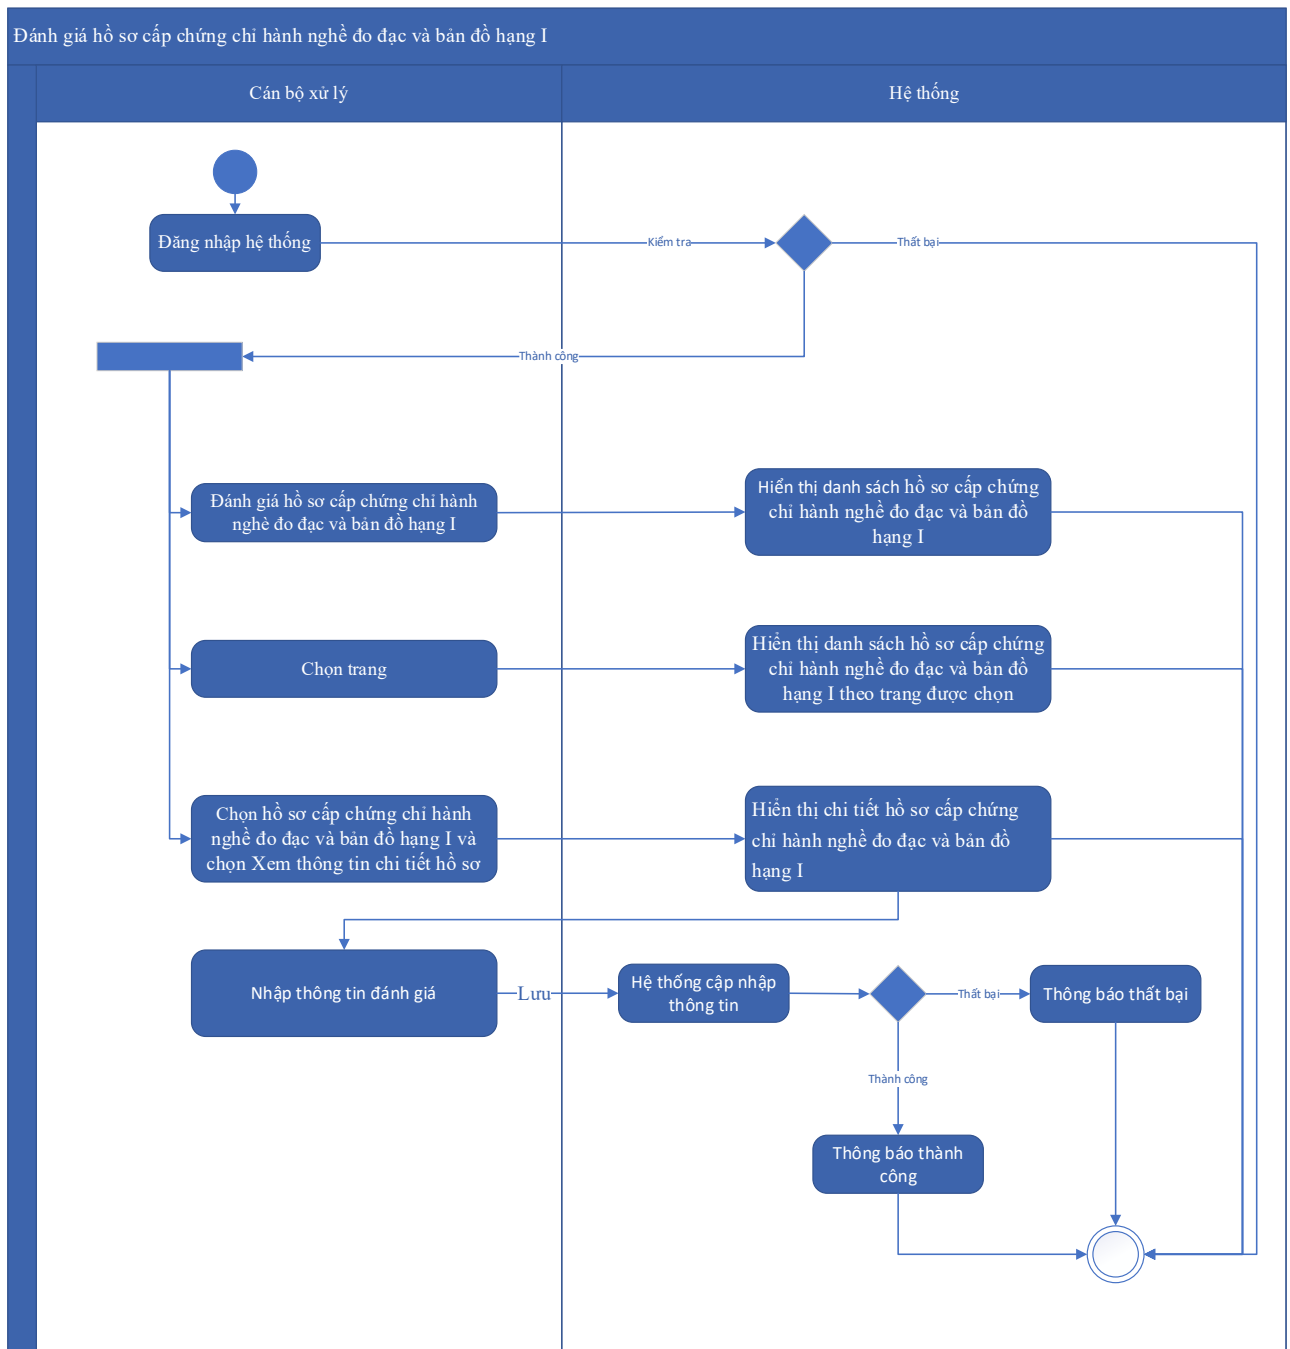 Đánh giá hồ sơ cấp chứng chỉ hành nghề đo đạc và bản đồ hạng I
Cán bộ xử lý
Hệ thống
Đăng nhập hệ thống
Kiểm tra
Thất bại
Thành công
Đánh giá hồ sơ cấp chứng chỉ hành
nghè đo đạc và bản đồ hạng I
Hiển thị danh sách hồ sơ cấp chứng
chỉ hành nghề đo đạc và bản đồ
hạng I
Chọn trang
Hiển thị danh sách hồ sơ cấp chứng
chỉ hành nghề đo đạc và bản đồ
hạng I theo trang được chọn
Chọn hồ sơ cấp chứng chỉ hành
nghề đo đạc và bản đồ hạng I và
chọn Xem thông tin chi tiết hồ sơ
Hiển thị chi tiết hồ sơ cấp chứng
chỉ hành nghề đo đạc và bản đồ
hạng I
Nhập thông tin đánh giá
Lưu
Hệ thống cập nhập
thông tin
Thất bại
Thông báo thất bại
Thành công
Thông báo thành
công